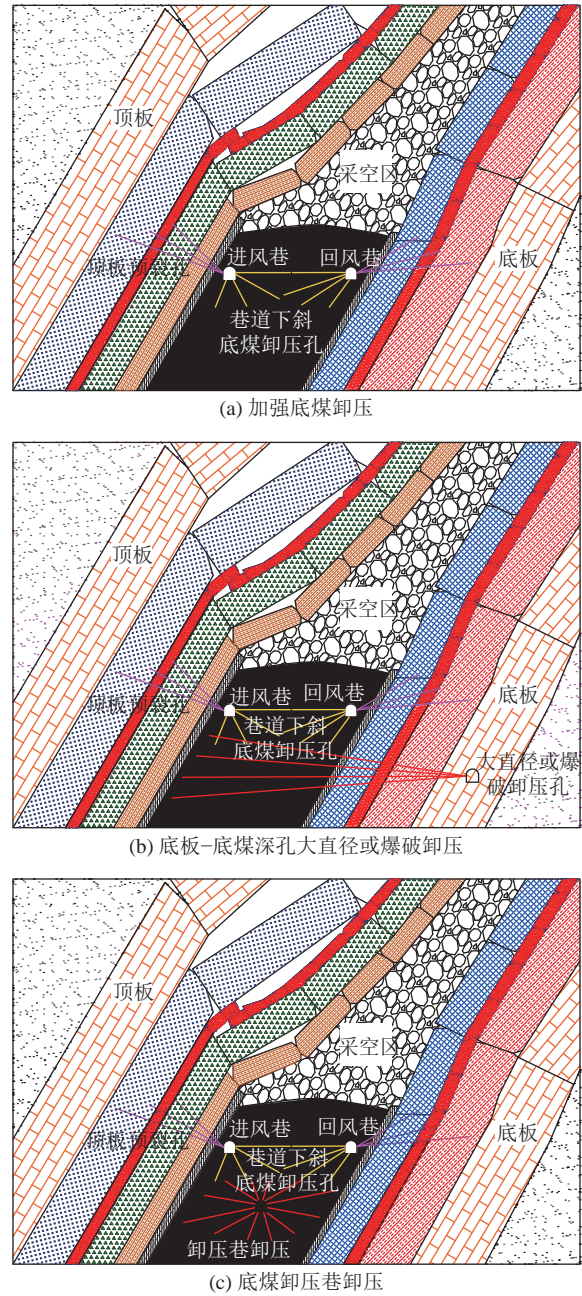 顶板
采空区
进风巷 回风巷
底板
顶板预裂孔
巷道下斜
底煤卸压孔
(a) 加强底煤卸压
顶板
采空区
进风巷 回风巷
底板
顶板预裂孔
巷道下斜
底煤卸压孔
大直径或爆
破卸压孔
(b) 底板–底煤深孔大直径或爆破卸压
顶板
采空区
进风巷 回风巷
底板
顶板预裂孔
巷道下斜
底煤卸压孔
卸压巷卸压
(c) 底煤卸压巷卸压